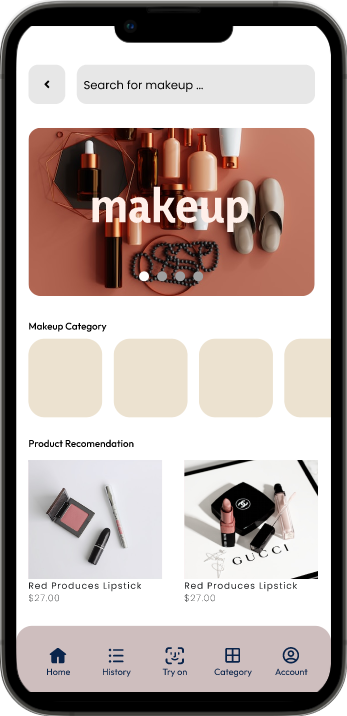 Search for makeup ...
makeup
Makeup Category
Product Recomendation
GUCCI
Red Produces Lipstick
$27.00
Red Produces Lipstick
$27.00
Home
History
Try on
Category
Account